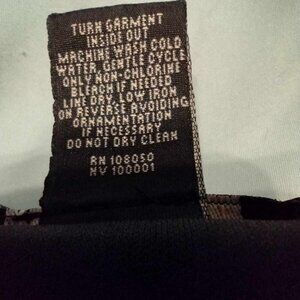 TURN GARMENT
INSIDE OUT
MACHINE WASH COLD
WATER, GENTLE CYCLE
ONLY NON-CHLORINE
BLEACH IF NEEDED
LINE DRY, LOW IRON
ON REVERSE AVOIDING
ORNAMENTATION
IF NECESSARY
DO NOT DRY CLEAN
RN 108050
NV 100001